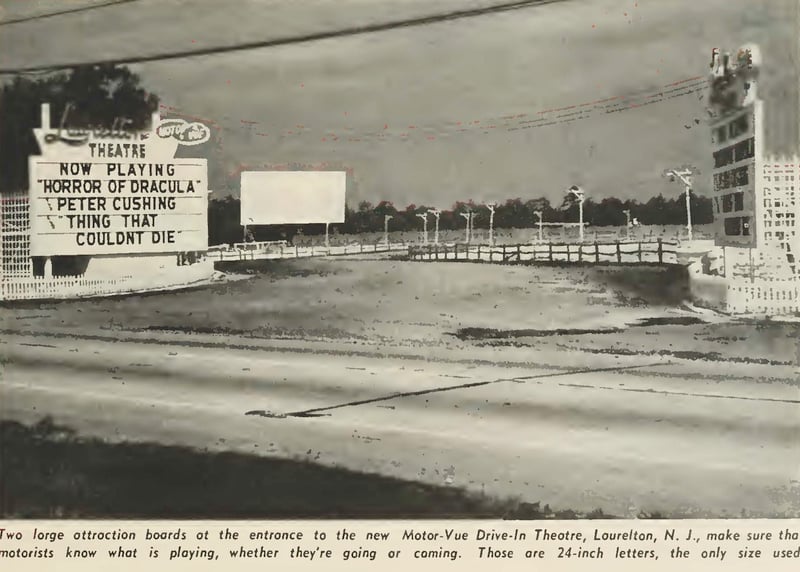 Laurelton
MOTOR-VUE
THEATRE
NOW PLAYING
"HORROR OF DRACULA"
PETER CUSHING
"THING THAT
COULDNT DIE"
Two large attraction boards at the entrance to the new Motor-Vue Drive-In Theatre, Laurelton, N. J., make sure tha
motorists know what is playing, whether they're going or coming. Those are 24-inch letters, the only size used